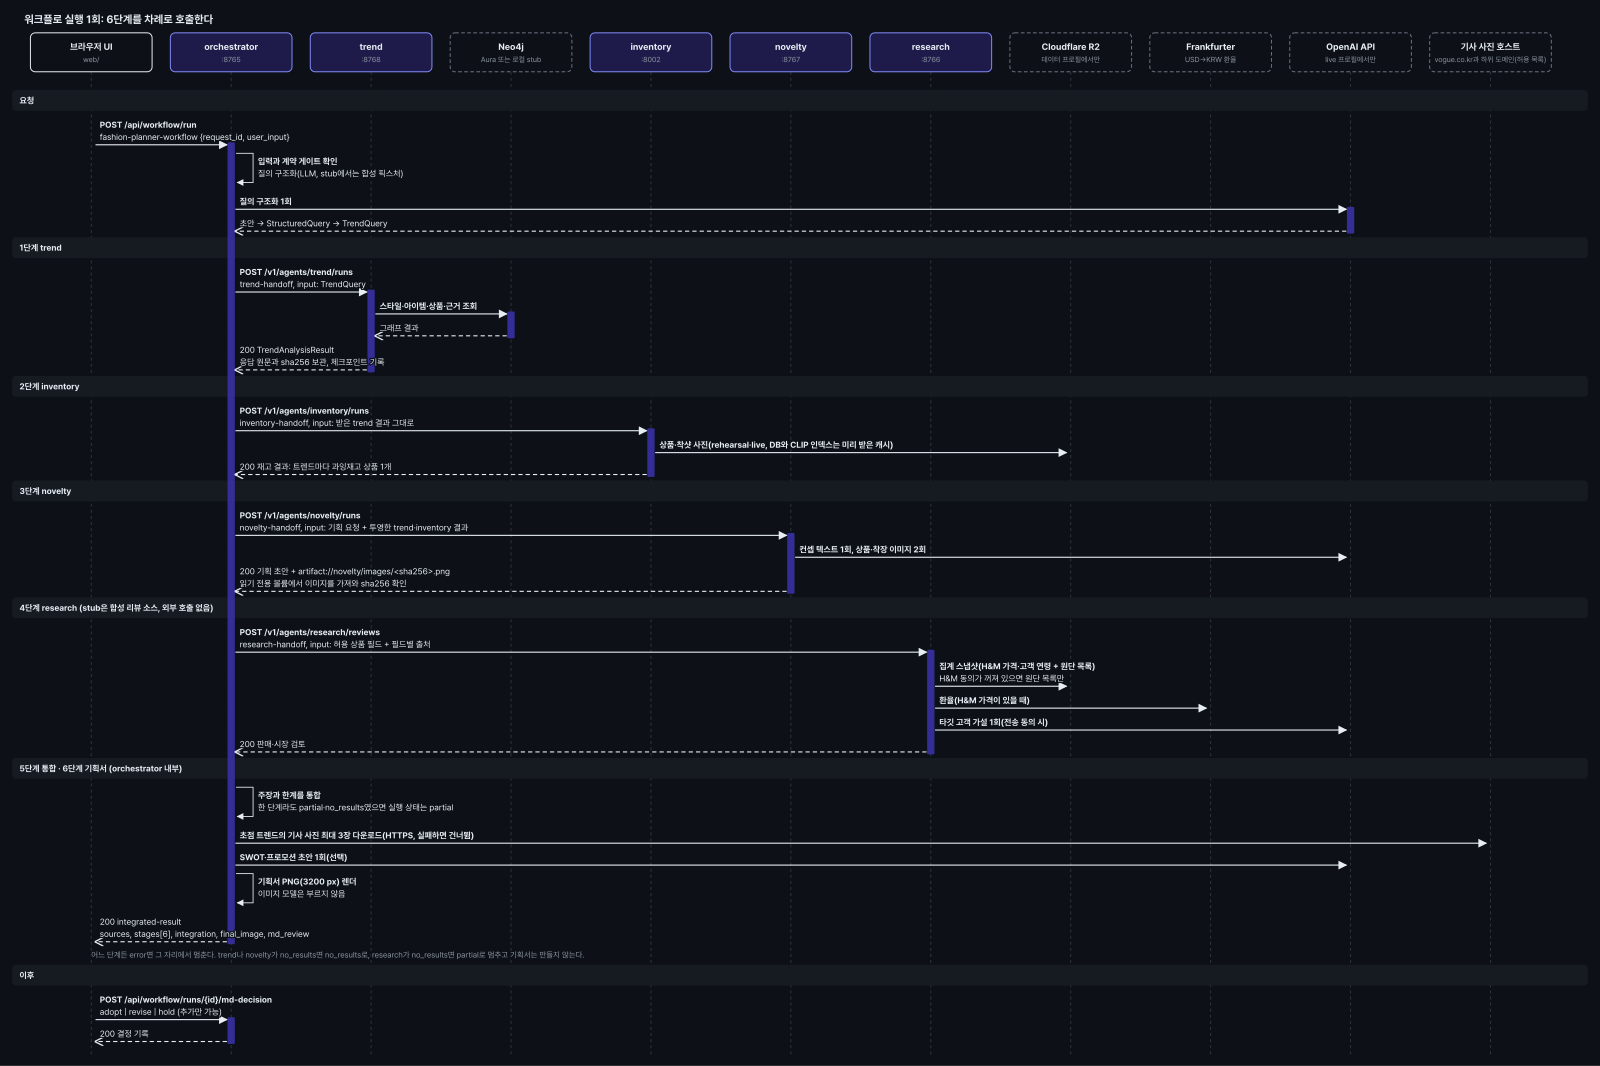 워크플로 실행 1회: 6단계를 차례로 호출한다
브라우저 UI
web/
orchestrator
:8765
trend
:8768
Neo4j
Aura 또는 로컬 stub
inventory
:8002
novelty
:8767
research
:8766
Cloudflare R2
데이터 프로필에서만
Frankfurter
USD→KRW 환율
OpenAI API
live 프로필에서만
기사 사진 호스트
vogue.co.kr과 하위 도메인(허용 목록)
요청
POST /api/workflow/run
fashion-planner-workflow {request_id, user_input}
입력과 계약 게이트 확인
질의 구조화(LLM, stub에서는 합성 픽스처)
질의 구조화 1회
초안 → StructuredQuery → TrendQuery
1단계 trend
POST /v1/agents/trend/runs
trend-handoff, input: TrendQuery
스타일·아이템·상품·근거 조회
그래프 결과
200 TrendAnalysisResult
응답 원문과 sha256 보관, 체크포인트 기록
2단계 inventory
POST /v1/agents/inventory/runs
inventory-handoff, input: 받은 trend 결과 그대로
상품·착샷 사진(rehearsal·live, DB와 CLIP 인덱스는 미리 받은 캐시)
200 재고 결과: 트렌드마다 과잉재고 상품 1개
3단계 novelty
POST /v1/agents/novelty/runs
novelty-handoff, input: 기획 요청 + 투영한 trend·inventory 결과
컨셉 텍스트 1회, 상품·착장 이미지 2회
200 기획 초안 + artifact://novelty/images/<sha256>.png
읽기 전용 볼륨에서 이미지를 가져와 sha256 확인
4단계 research (stub은 합성 리뷰 소스, 외부 호출 없음)
POST /v1/agents/research/reviews
research-handoff, input: 허용 상품 필드 + 필드별 출처
집계 스냅샷(H&M 가격·고객 연령 + 원단 목록)
H&M 동의가 꺼져 있으면 원단 목록만
환율(H&M 가격이 있을 때)
타깃 고객 가설 1회(전송 동의 시)
200 판매·시장 검토
5단계 통합 · 6단계 기획서 (orchestrator 내부)
주장과 한계를 통합
한 단계라도 partial·no_results였으면 실행 상태는 partial
초점 트렌드의 기사 사진 최대 3장 다운로드(HTTPS, 실패하면 건너뜀)
SWOT·프로모션 초안 1회(선택)
기획서 PNG(3200 px) 렌더
이미지 모델은 부르지 않음
200 integrated-result
sources, stages[6], integration, final_image, md_review
어느 단계든 error면 그 자리에서 멈춘다. trend나 novelty가 no_results면 no_results로, research가 no_results면 partial로 멈추고 기획서는 만들지 않는다.
이후
POST /api/workflow/runs/{id}/md-decision
adopt | revise | hold (추가만 가능)
200 결정 기록